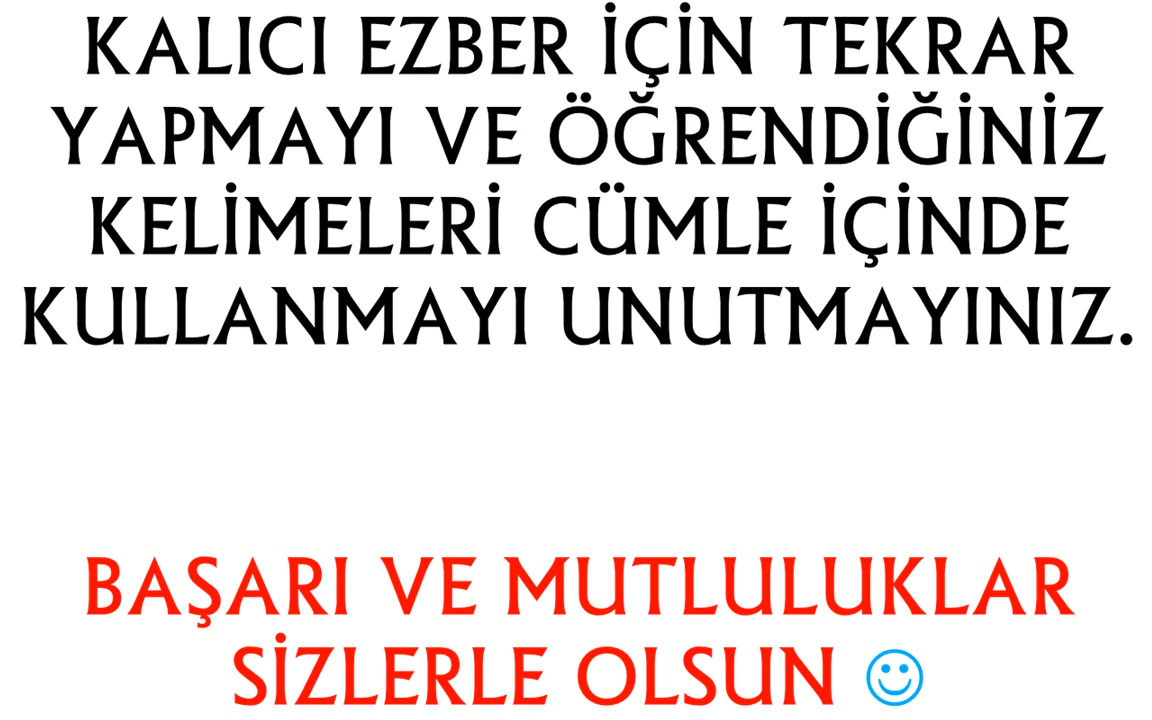 KALICI EZBER İÇİN TEKRAR
YAPMAYI VE ÖĞRENDİĞİNİZ
KELİMELERİ CÜMLE İÇİNDE
KULLANMAYI UNUTMAYINIZ.
BAŞARI VE MUTLULUKLAR
SİZLERLE OLSUN ☺